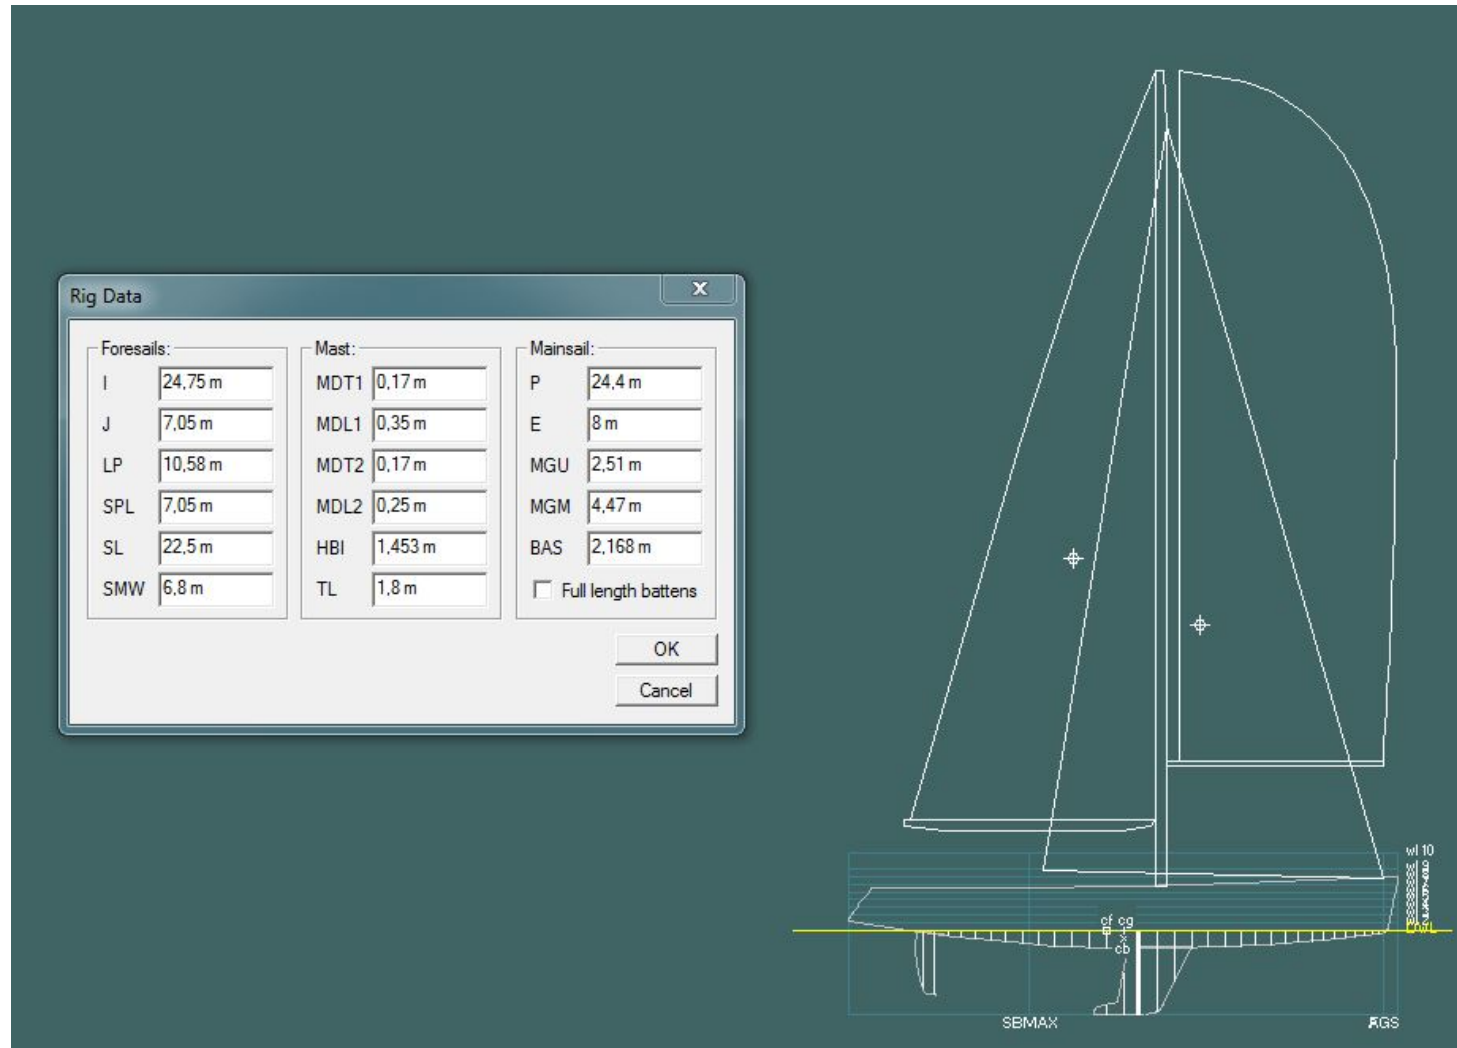 Rig Data
X
Foresails:
I 24,75 m
J 7,05 m
LP 10,58 m
SPL 7,05 m
SL 22,5 m
SMW 6,8 m
Mast:
MDT1 0,17 m
MDL1 0,35 m
MDT2 0,17 m
MDL2 0,25 m
HBI 1,453 m
TL 1,8 m
Mainsail:
P 24,4 m
E 8 m
MGU 2,51 m
MGM 4,47 m
BAS 2,168 m
Full length battens
OK
Cancel
wl 10
cf cg
cb
SBMAX